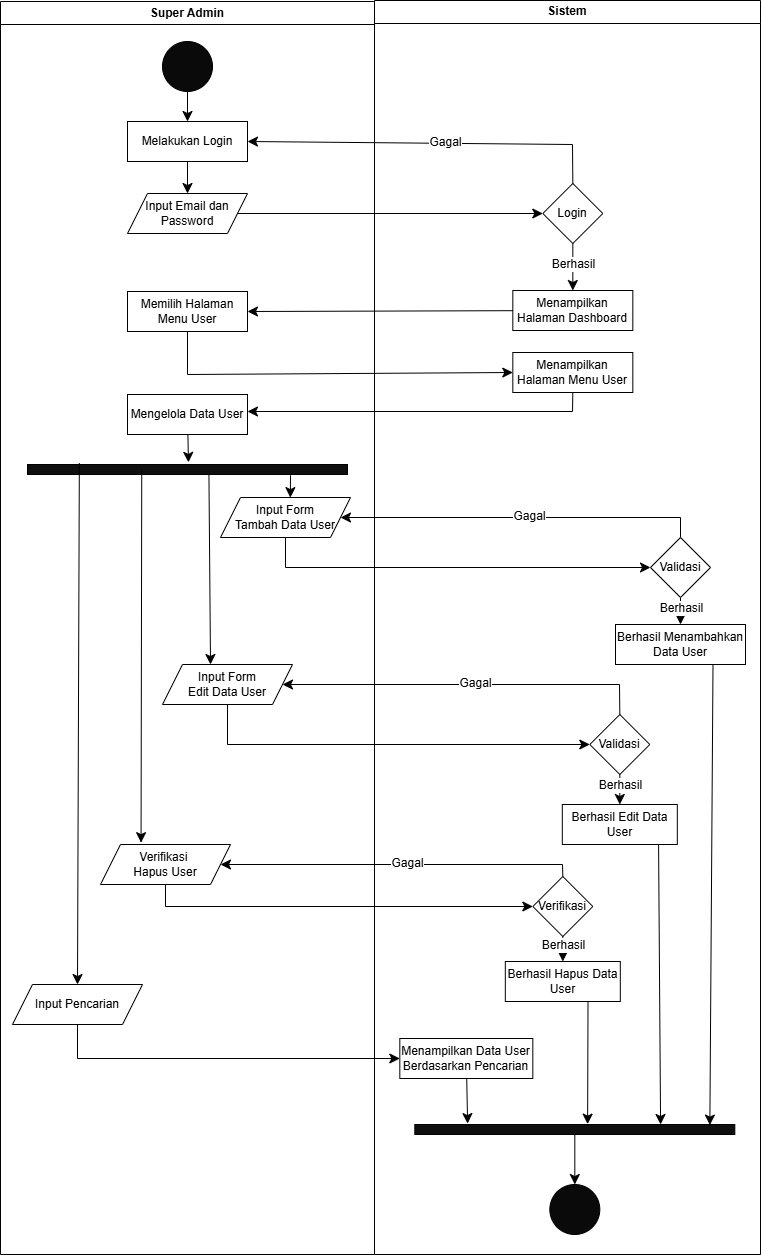 Super Admin
Sistem
Melakukan Login
Gagal
Input Email dan
Password
Login
Berhasil
Memilih Halaman
Menu User
Menampilkan
Halaman Dashboard
Menampilkan
Halaman Menu User
Mengelola Data User
Input Form
Tambah Data User
Gagal
Validasi
Berhasil
Berhasil Menambahkan
Data User
Input Form
Edit Data User
Gagal
Validasi
Berhasil
Berhasil Edit Data
User
Verifikasi
Hapus User
Gagal
Verifikasi
Berhasil
Berhasil Hapus Data
User
Input Pencarian
Menampilkan Data User
Berdasarkan Pencarian